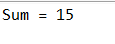 Sum = 15